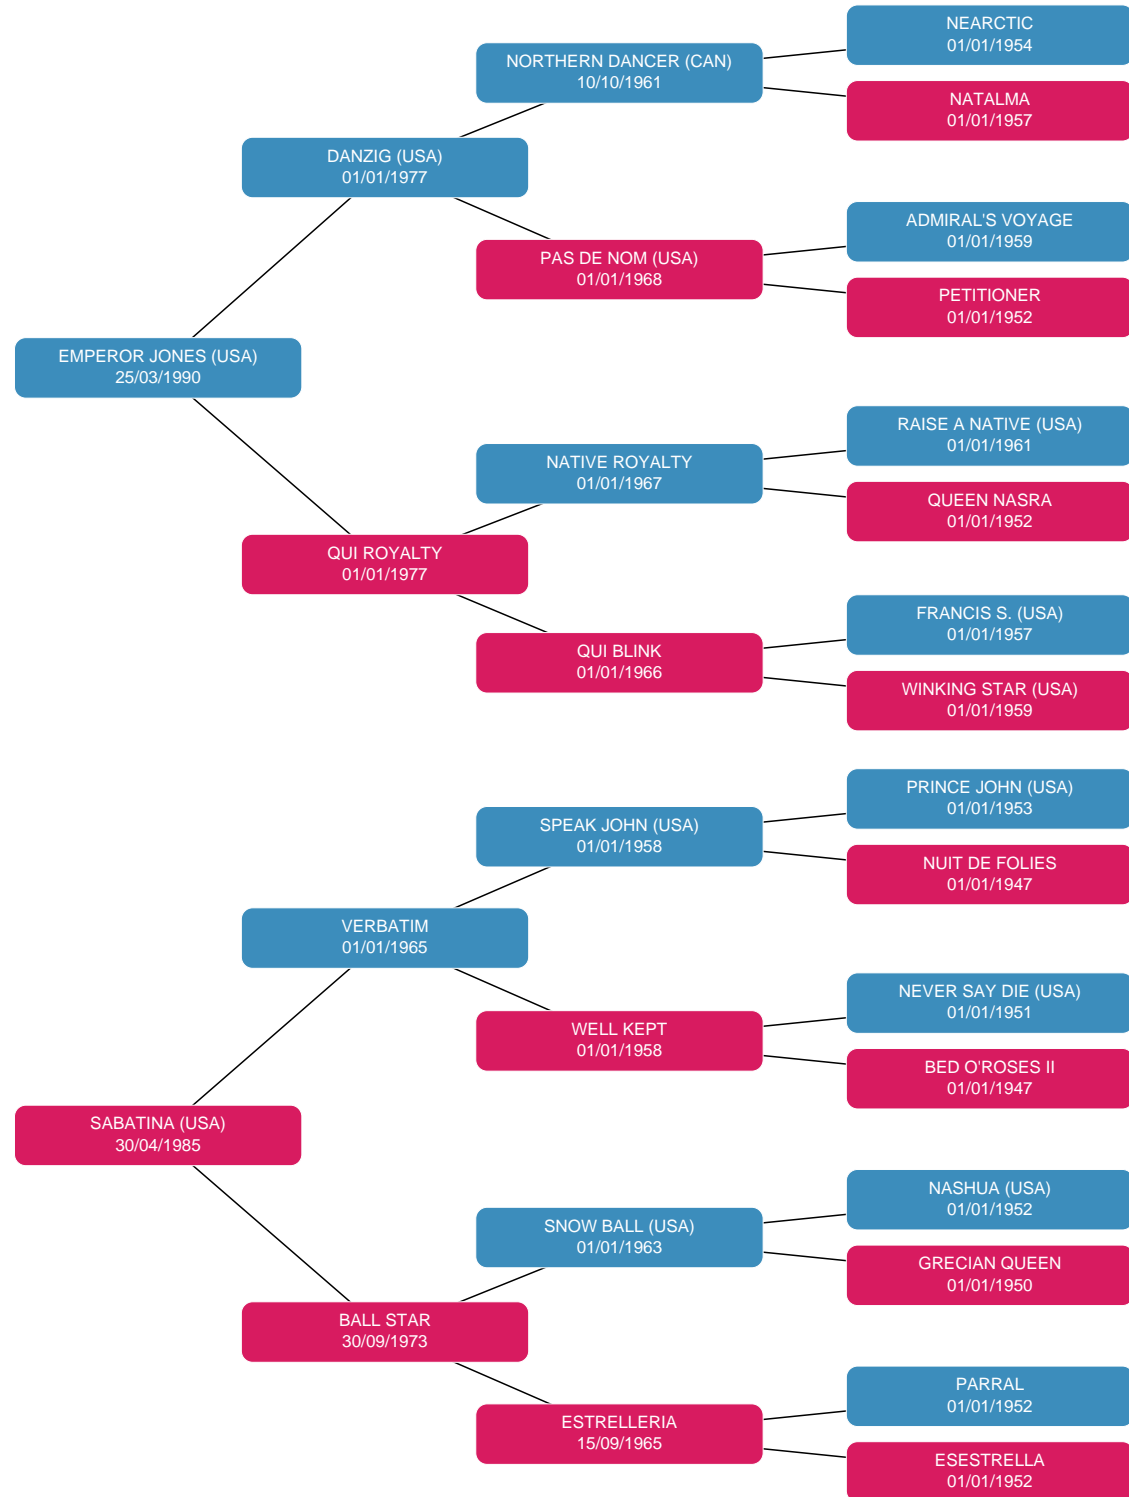 NEARCTIC
01/01/1954
NORTHERN DANCER (CAN)
10/10/1961
NATALMA
01/01/1957
DANZIG (USA)
01/01/1977
ADMIRAL'S VOYAGE
01/01/1959
PAS DE NOM (USA)
01/01/1968
PETITIONER
01/01/1952
EMPEROR JONES (USA)
25/03/1990
RAISE A NATIVE (USA)
01/01/1961
NATIVE ROYALTY
01/01/1967
QUEEN NASRA
01/01/1952
QUI ROYALTY
01/01/1977
FRANCIS S. (USA)
01/01/1957
QUI BLINK
01/01/1966
WINKING STAR (USA)
01/01/1959
PRINCE JOHN (USA)
01/01/1953
SPEAK JOHN (USA)
01/01/1958
NUIT DE FOLIES
01/01/1947
VERBATIM
01/01/1965
NEVER SAY DIE (USA)
01/01/1951
WELL KEPT
01/01/1958
BED O'ROSES II
01/01/1947
SABATINA (USA)
30/04/1985
NASHUA (USA)
01/01/1952
SNOW BALL (USA)
01/01/1963
GRECIAN QUEEN
01/01/1950
BALL STAR
30/09/1973
PARRAL
01/01/1952
ESTRELLERIA
15/09/1965
ESESTRELLA
01/01/1952